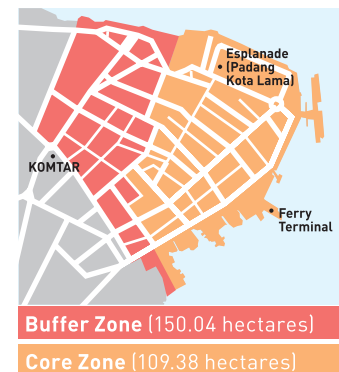 Esplanade
(Padang
Kota Lama)
KOMTAR
Ferry
Terminal
Buffer Zone (150.04 hectares)
Core Zone (109.38 hectares)